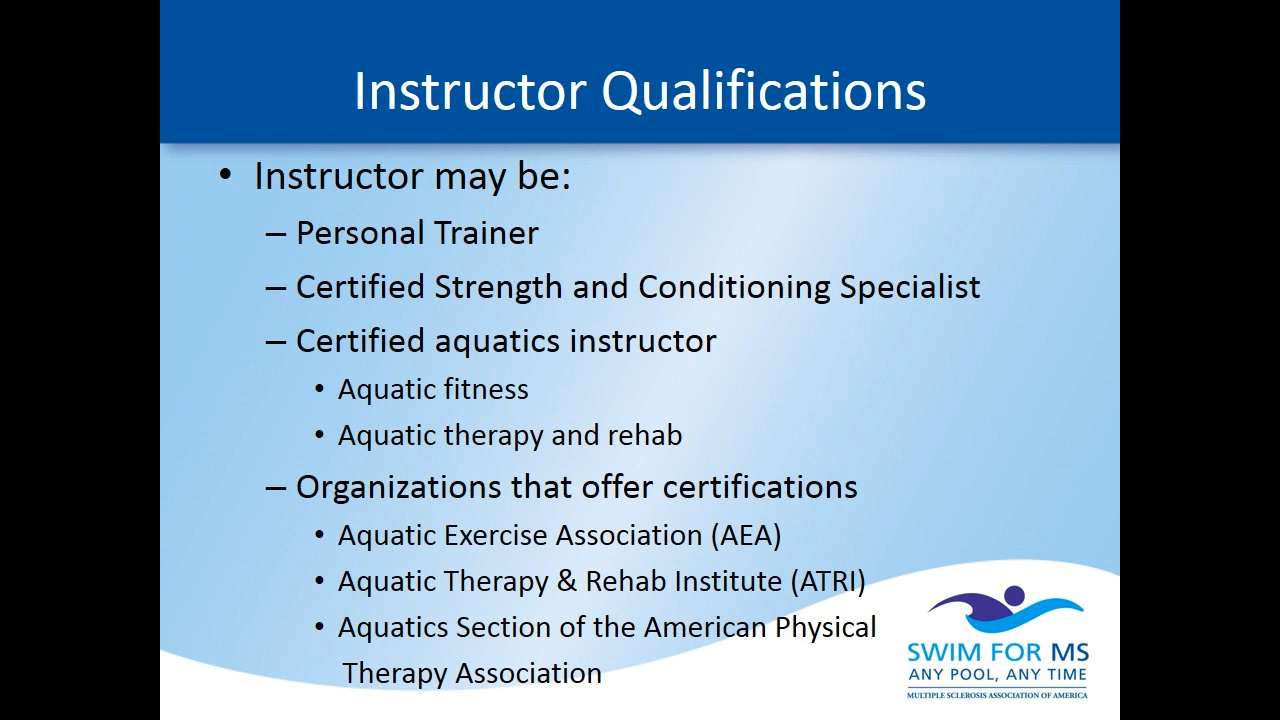 Instructor Qualifications
• Instructor may be:
– Personal Trainer
– Certified Strength and Conditioning Specialist
– Certified aquatics instructor
• Aquatic fitness
• Aquatic therapy and rehab
– Organizations that offer certifications
• Aquatic Exercise Association (AEA)
• Aquatic Therapy & Rehab Institute (ATRI)
• Aquatics Section of the American Physical
Therapy Association
SWIM FOR MS
ANY POOL, ANY TIME
MULTIPLE SCLEROSIS ASSOCIATION OF AMERICA